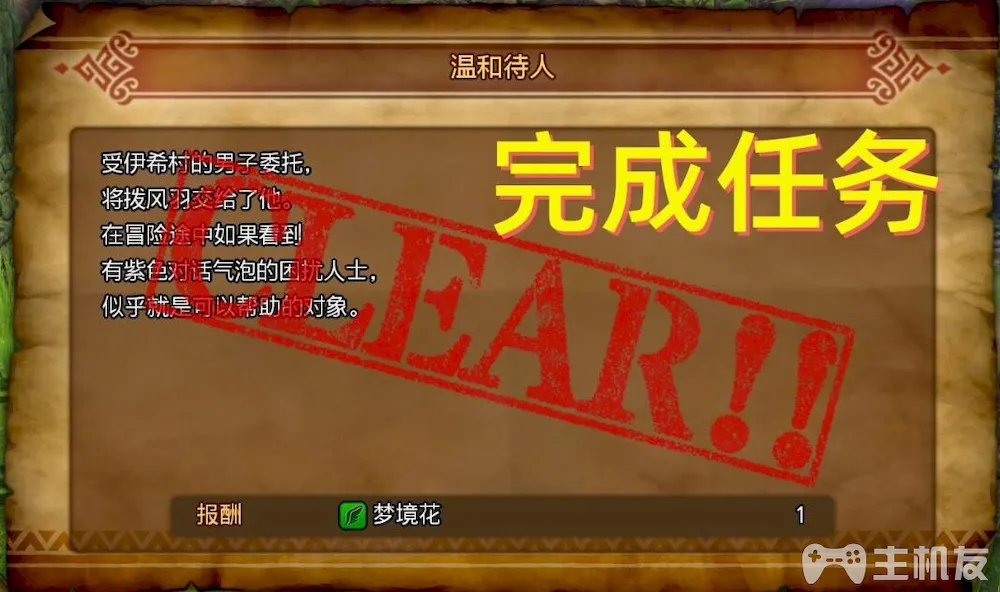 温和待人
完成任务
受伊希村的男子委托，
将拨风羽交给了他。
在冒险途中如果看到
有紫色对话气泡的困扰人士，
似乎就是可以帮助的对象。
CLEAR!!
报酬 梦境花 1
主机友